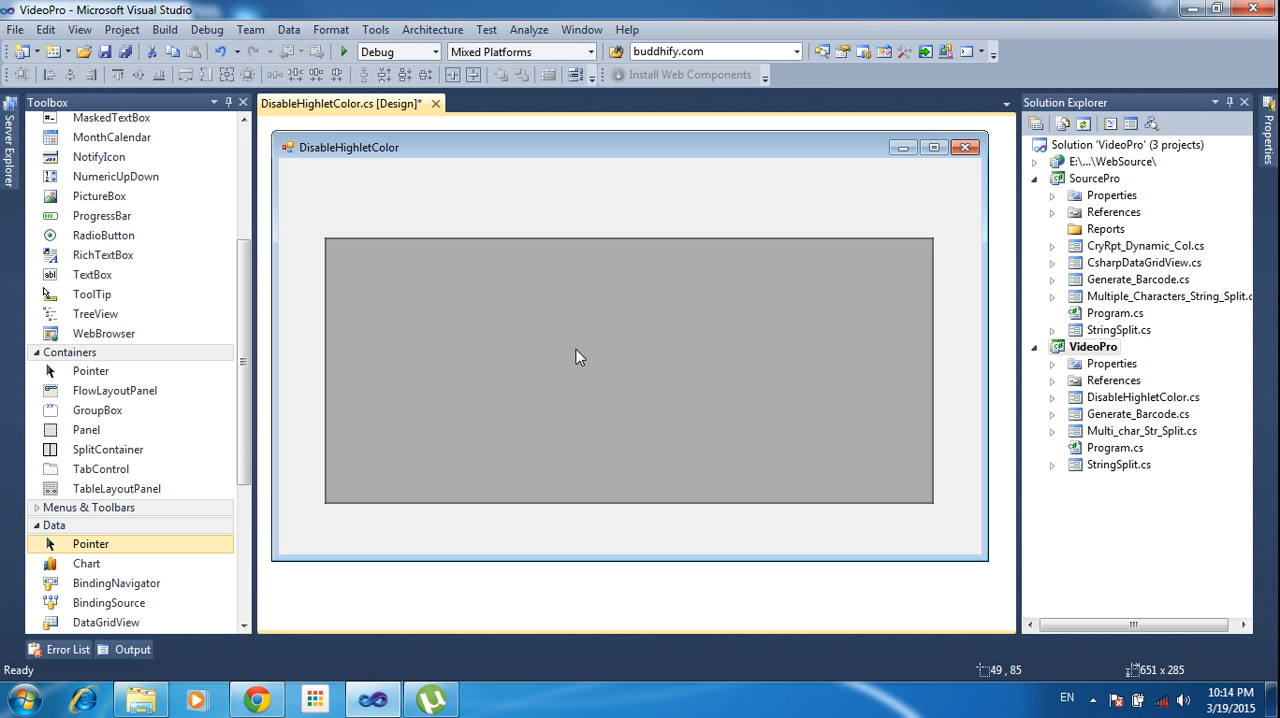 VideoPro - Microsoft Visual Studio
File Edit View Project Build Debug Team Data Format Tools Architecture Test Analyze Window Help
Debug Mixed Platforms buddhify.com
Install Web Components
Server Explorer
Toolbox
MaskedTextBox
MonthCalendar
NotifyIcon
NumericUpDown
PictureBox
ProgressBar
RadioButton
RichTextBox
TextBox
ToolTip
TreeView
WebBrowser
Containers
Pointer
FlowLayoutPanel
GroupBox
Panel
SplitContainer
TabControl
TableLayoutPanel
Menus & Toolbars
Data
Pointer
Chart
BindingNavigator
BindingSource
DataGridView
DisableHighletColor.cs [Design]*
DisableHighletColor
Solution Explorer
Solution 'VideoPro' (3 projects)
E:\...\WebSource\
SourcePro
Properties
References
Reports
CryRpt_Dynamic_Col.cs
CsharpDataGridView.cs
Generate_Barcode.cs
Multiple_Characters_String_Split.c
Program.cs
StringSplit.cs
VideoPro
Properties
References
DisableHighletColor.cs
Generate_Barcode.cs
Multi_char_Str_Split.cs
Program.cs
StringSplit.cs
Properties
Error List Output
Ready 49 , 85 651 x 285
EN 10:14 PM
3/19/2015